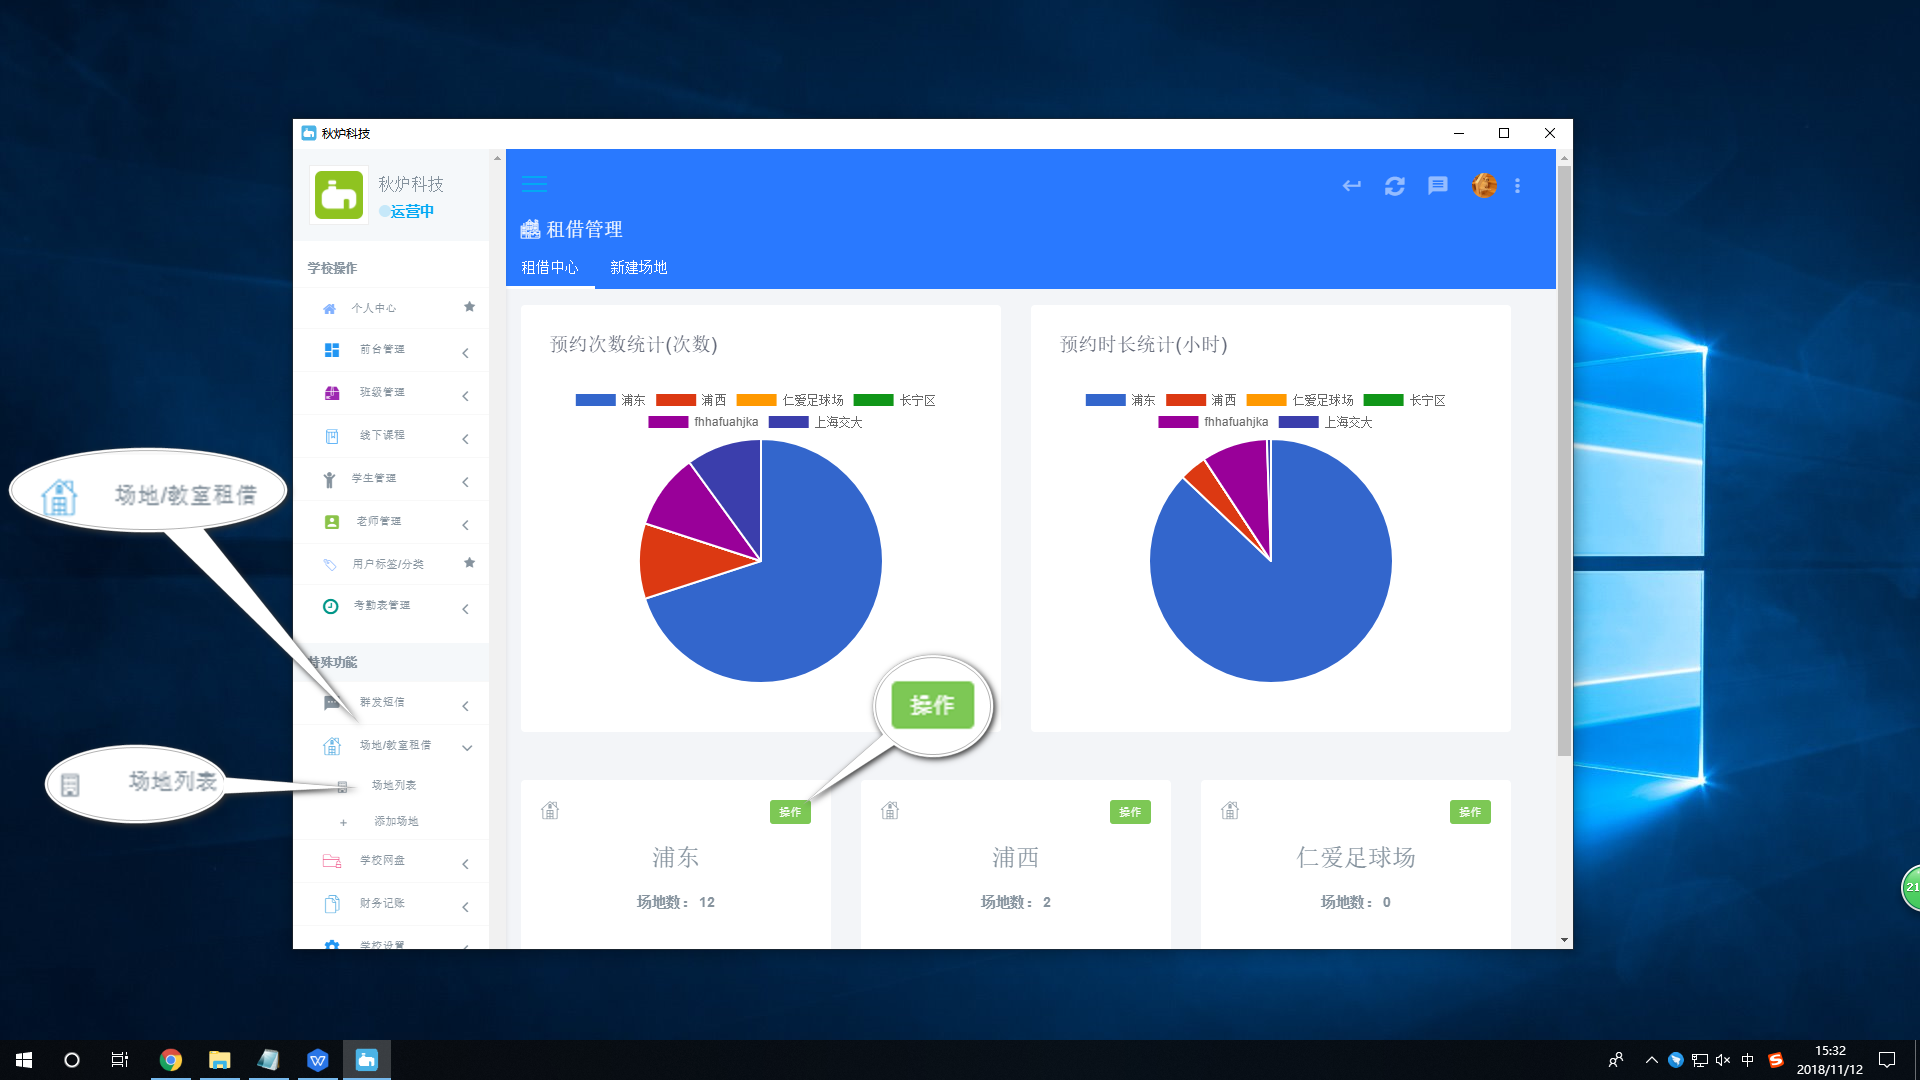 秋炉科技
秋炉科技
运营中
学校操作
个人中心
前台管理
班级管理
线下课程
学生管理
老师管理
用户标签/分类
考勤表管理
特殊功能
群发短信
场地/教室租借
场地列表
+ 添加场地
学校网盘
财务记账
学校设置
场地/教室租借
场地列表
租借管理
租借中心 新建场地
预约次数统计(次数)
浦东 浦西 仁爱足球场 长宁区
fhhafuahjka 上海交大
预约时长统计(小时)
浦东 浦西 仁爱足球场 长宁区
fhhafuahjka 上海交大
操作
操作
浦东
场地数： 12
操作
浦西
场地数： 2
操作
仁爱足球场
场地数： 0
21
中
15:32
2018/11/12